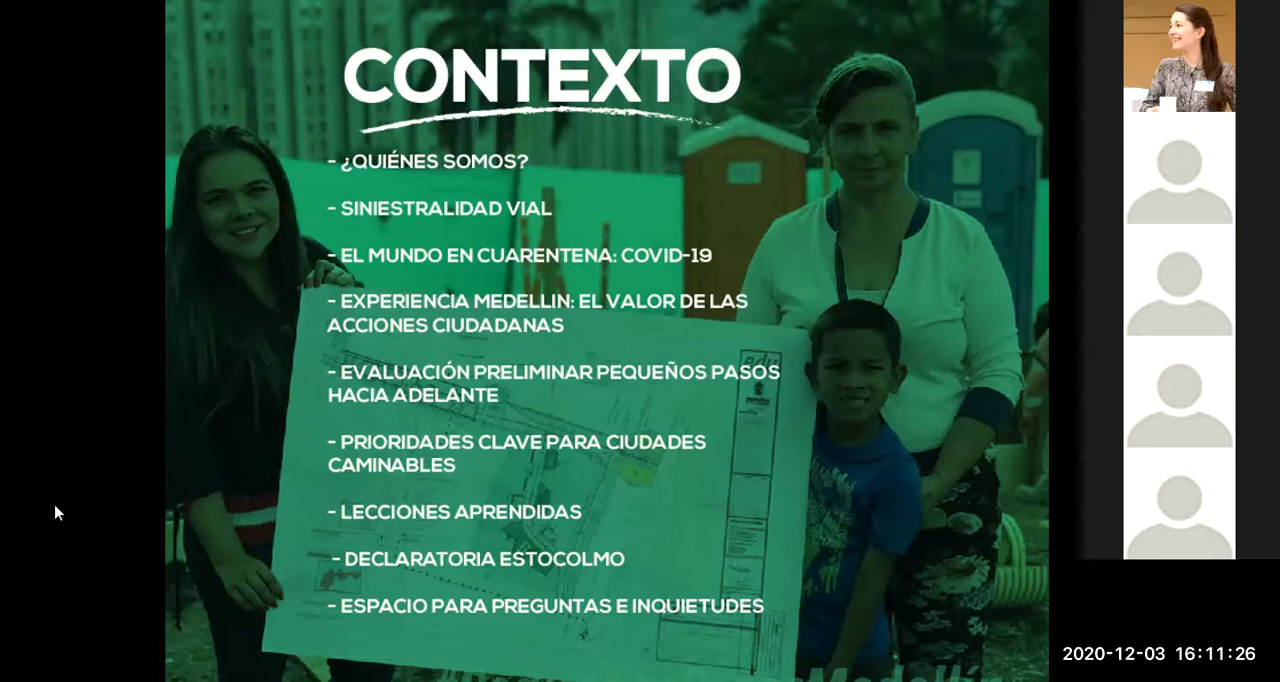 CONTEXTO
- ¿QUIÉNES SOMOS?
- SINIESTRALIDAD VIAL
- EL MUNDO EN CUARENTENA: COVID-19
- EXPERIENCIA MEDELLIN: EL VALOR DE LAS
ACCIONES CIUDADANAS
- EVALUACIÓN PRELIMINAR PEQUEÑOS PASOS
HACIA ADELANTE
- PRIORIDADES CLAVE PARA CIUDADES
CAMINABLES
- LECCIONES APRENDIDAS
- DECLARATORIA ESTOCOLMO
- ESPACIO PARA PREGUNTAS E INQUIETUDES
edu
2020-12-03 16:11:26